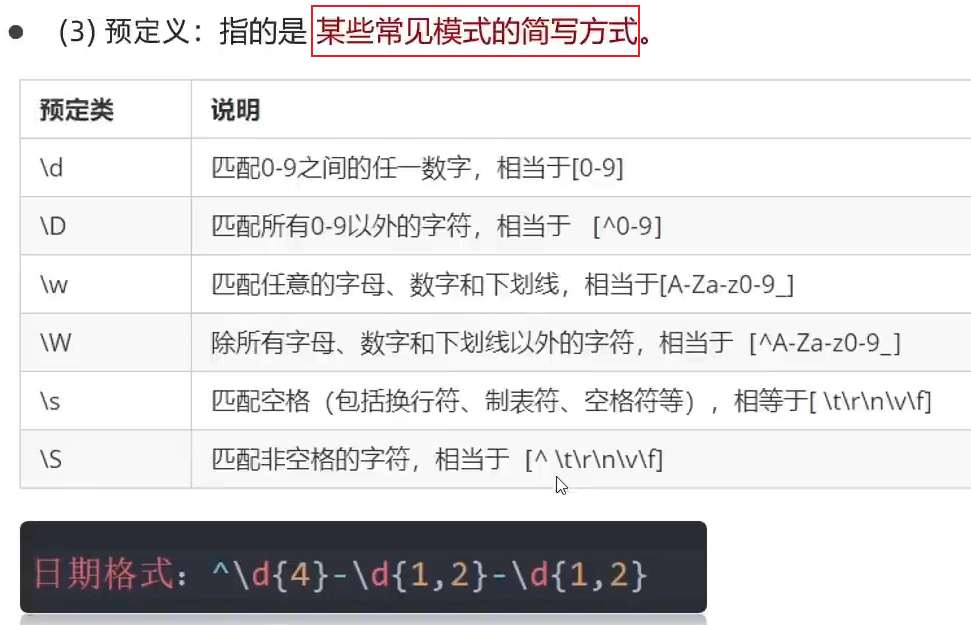 (3) 预定义：指的是 某些常见模式的简写方式。
预定类 说明
\d 匹配0-9之间的任一数字，相当于[0-9]
\D 匹配所有0-9以外的字符，相当于 [^0-9]
\w 匹配任意的字母、数字和下划线，相当于[A-Za-z0-9_]
\W 除所有字母、数字和下划线以外的字符，相当于 [^A-Za-z0-9_]
\s 匹配空格（包括换行符、制表符、空格符等），相等于[ \t\r\n\v\f]
\S 匹配非空格的字符，相当于 [^ \t\r\n\v\f]
日期格式：^\d{4}-\d{1,2}-\d{1,2}